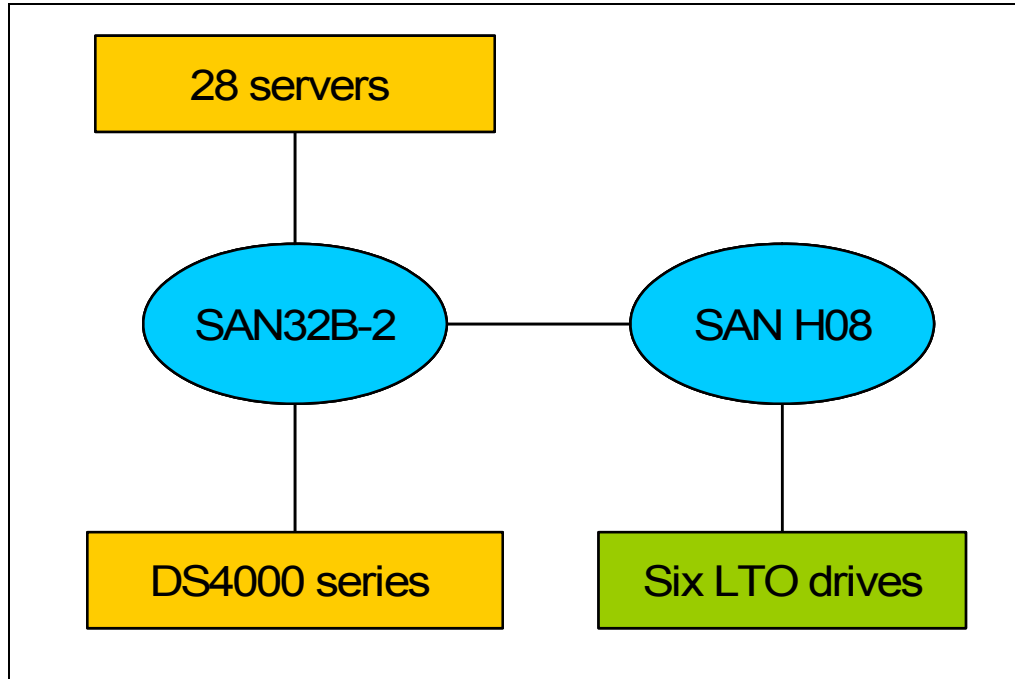 28 servers
SAN32B-2
SAN H08
DS4000 series
Six LTO drives